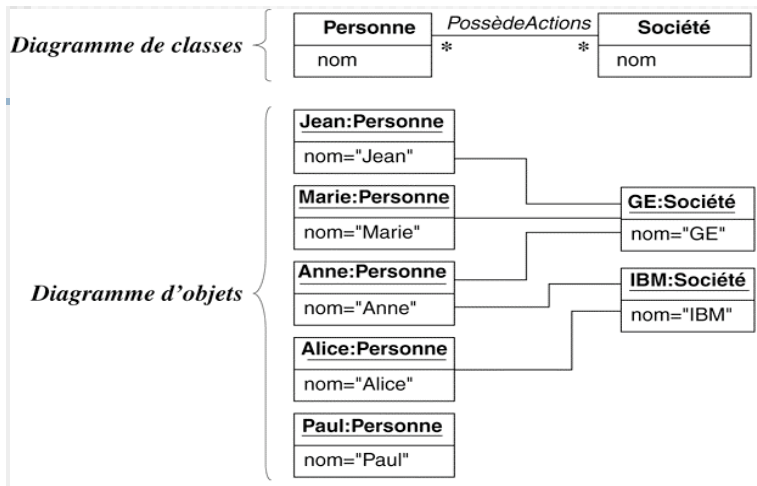 Diagramme de classes
Personne
nom
PossèdeActions
*
*
Société
nom
Diagramme d'objets
Jean:Personne
nom="Jean"
Marie:Personne
nom="Marie"
Anne:Personne
nom="Anne"
Alice:Personne
nom="Alice"
Paul:Personne
nom="Paul"
GE:Société
nom="GE"
IBM:Société
nom="IBM"